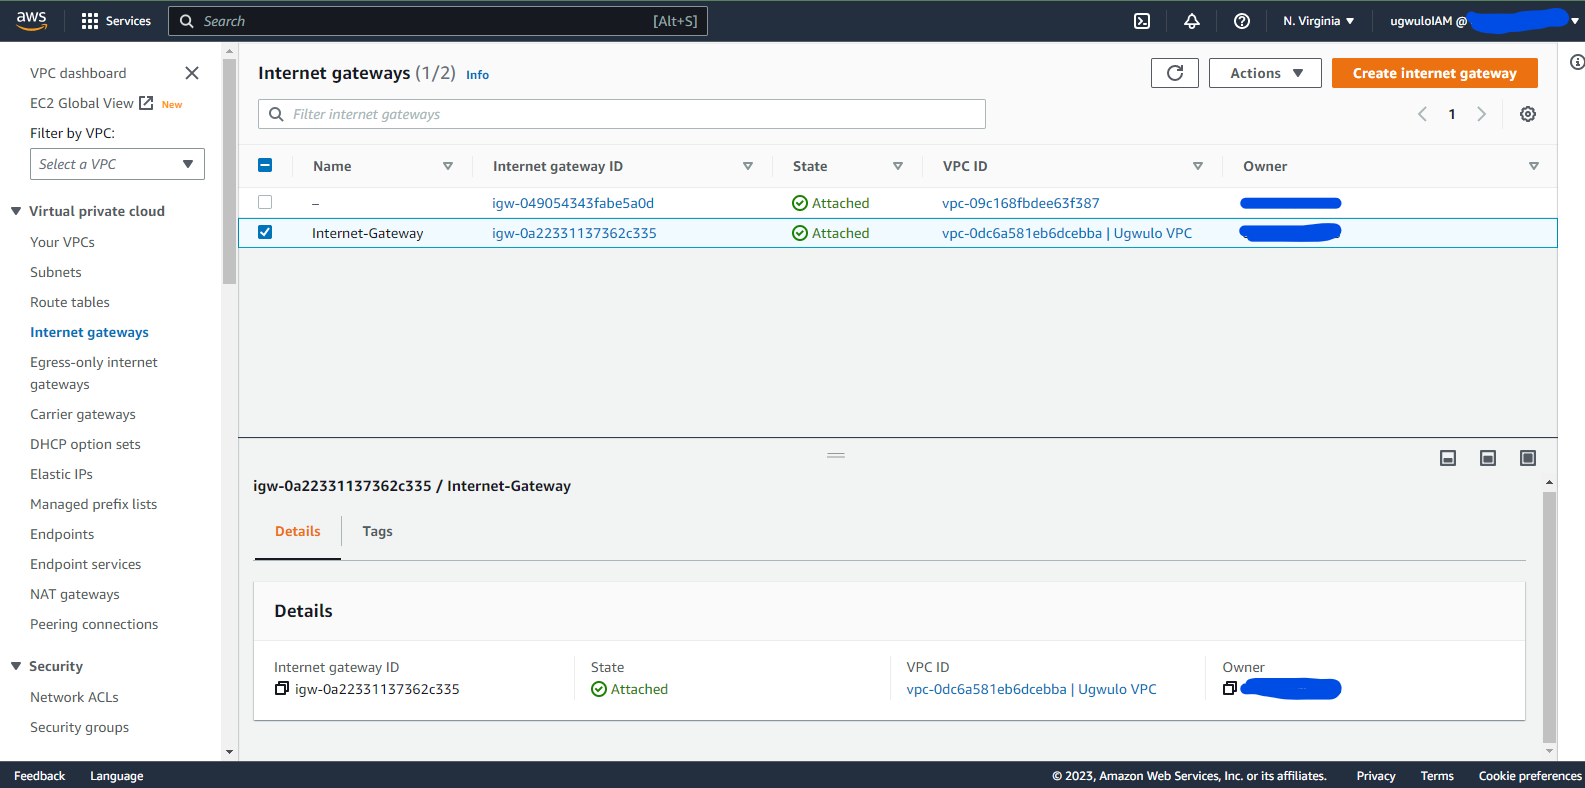 aws Services Search [Alt+S] N. Virginia ugwuloIAM @
VPC dashboard
EC2 Global View New
Filter by VPC:
Select a VPC
Virtual private cloud
Your VPCs
Subnets
Route tables
Internet gateways
Egress-only internet
gateways
Carrier gateways
DHCP option sets
Elastic IPs
Managed prefix lists
Endpoints
Endpoint services
NAT gateways
Peering connections
Security
Network ACLs
Security groups
Internet gateways (1/2) Info Actions Create internet gateway
Filter internet gateways 1
Name Internet gateway ID State VPC ID Owner
– igw-049054343fabe5a0d Attached vpc-09c168fbdee63f387
Internet-Gateway igw-0a22331137362c335 Attached vpc-0dc6a581eb6dcebba | Ugwulo VPC
igw-0a22331137362c335 / Internet-Gateway
Details Tags
Details
Internet gateway ID State VPC ID Owner
igw-0a22331137362c335 Attached vpc-0dc6a581eb6dcebba | Ugwulo VPC
Feedback Language © 2023, Amazon Web Services, Inc. or its affiliates. Privacy Terms Cookie preferences